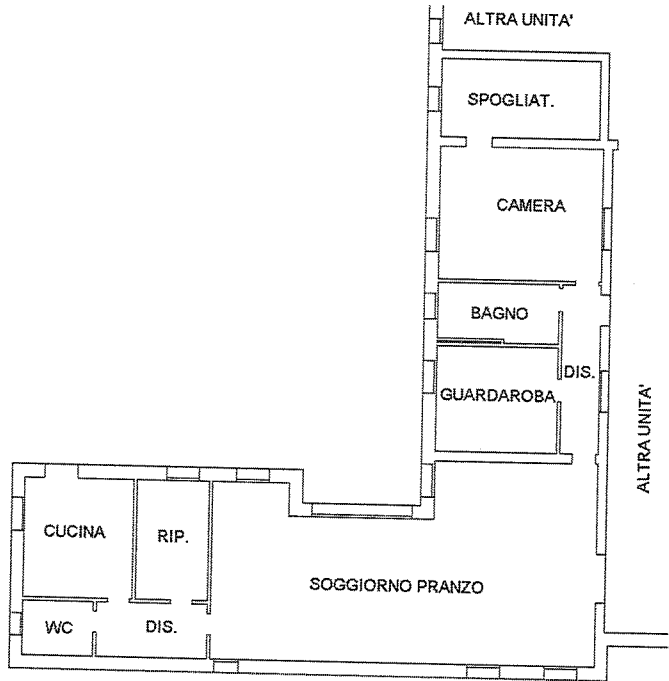 ALTRA UNITA'
SPOGLIAT.
CAMERA
BAGNO
DIS.
GUARDAROBA
ALTRA UNITA'
CUCINA
RIP.
SOGGIORNO PRANZO
WC
DIS.